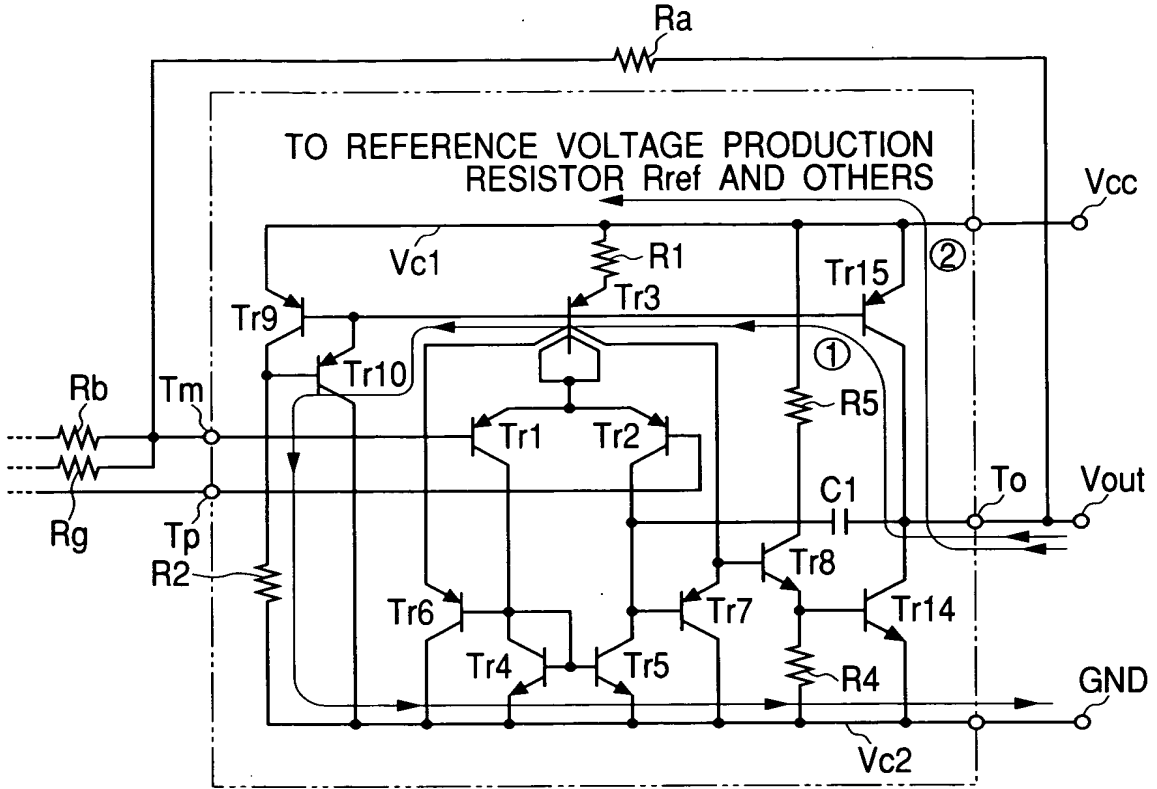 Ra
TO REFERENCE VOLTAGE PRODUCTION
RESISTOR Rref AND OTHERS
Vcc
Vc1
R1
②
Tr15
Tr9
Tr3
①
Tr10
Rb
Tm
R5
Tr1
Tr2
C1
To
Vout
Rg
Tp
R2
Tr8
Tr6
Tr7
Tr14
Tr4
Tr5
R4
GND
Vc2